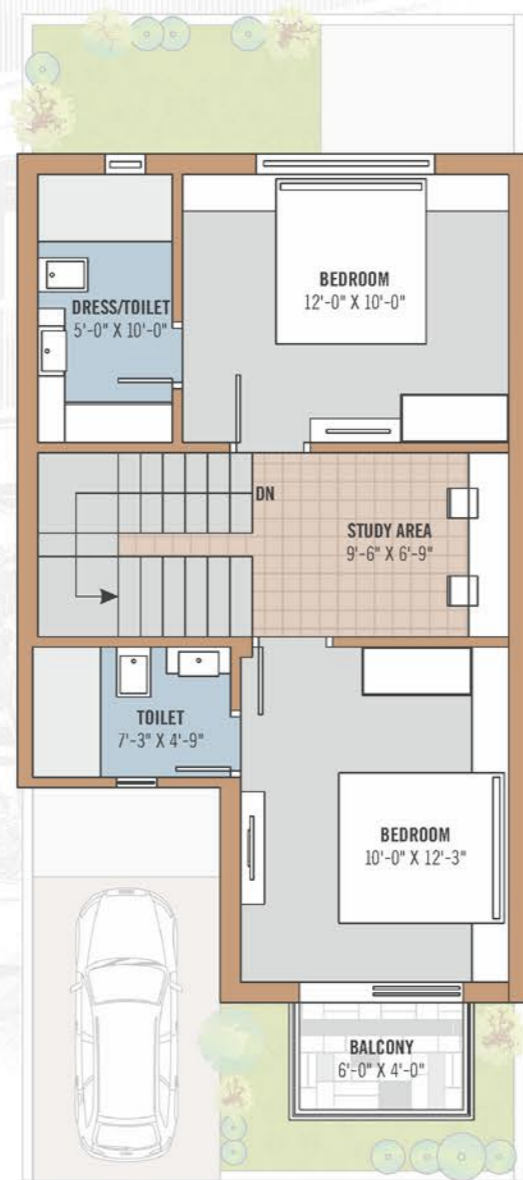 BEDROOM
12'-0" X 10'-0"
DRESS/TOILET
5'-0" X 10'-0"
DN
STUDY AREA
9'-6" X 6'-9"
TOILET
7'-3" X 4'-9"
BEDROOM
10'-0" X 12'-3"
BALCONY
6'-0" X 4'-0"